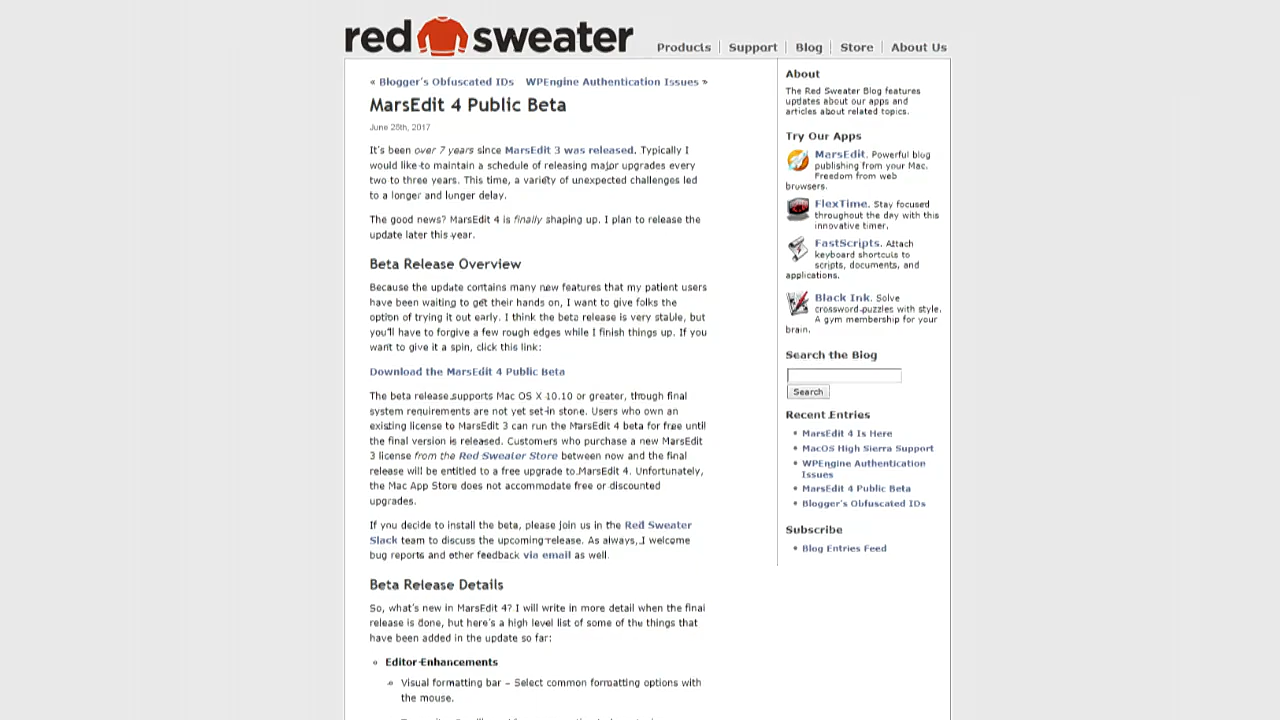 red sweater
Products
Support
Blog
Store
About Us
« Blogger's Obfuscated IDs
WPEngine Authentication Issues »
MarsEdit 4 Public Beta
June 26th, 2017
It's been over 7 years since MarsEdit 3 was released. Typically I
would like to maintain a schedule of releasing major upgrades every
two to three years. This time, a variety of unexpected challenges led
to a longer and longer delay.
The good news? MarsEdit 4 is finally shaping up. I plan to release the
update later this year.
Beta Release Overview
Because the update contains many new features that my patient users
have been waiting to get their hands on, I want to give folks the
option of trying it out early. I think the beta release is very stable, but
you'll have to forgive a few rough edges while I finish things up. If you
want to give it a spin, click this link:
Download the MarsEdit 4 Public Beta
The beta release supports Mac OS X 10.10 or greater, though final
system requirements are not yet set in stone. Users who own an
existing license to MarsEdit 3 can run the MarsEdit 4 beta for free until
the final version is released. Customers who purchase a new MarsEdit
3 license from the Red Sweater Store between now and the final
release will be entitled to a free upgrade to MarsEdit 4. Unfortunately,
the Mac App Store does not accommodate free or discounted
upgrades.
If you decide to install the beta, please join us in the Red Sweater
Slack team to discuss the upcoming release. As always, I welcome
bug reports and other feedback via email as well.
Beta Release Details
So, what's new in MarsEdit 4? I will write in more detail when the final
release is done, but here's a high level list of some of the things that
have been added in the update so far:
Editor Enhancements
Visual formatting bar – Select common formatting options with
the mouse.
About
The Red Sweater Blog features
updates about our apps and
articles about related topics.
Try Our Apps
MarsEdit. Powerful blog
publishing from your Mac.
Freedom from web
browsers.
FlexTime. Stay focused
throughout the day with this
innovative timer.
FastScripts. Attach
keyboard shortcuts to
scripts, documents, and
applications.
Black Ink. Solve
crossword puzzles with style.
A gym membership for your
brain.
Search the Blog
Search
Recent Entries
MarsEdit 4 Is Here
MacOS High Sierra Support
WPEngine Authentication
Issues
MarsEdit 4 Public Beta
Blogger's Obfuscated IDs
Subscribe
Blog Entries Feed